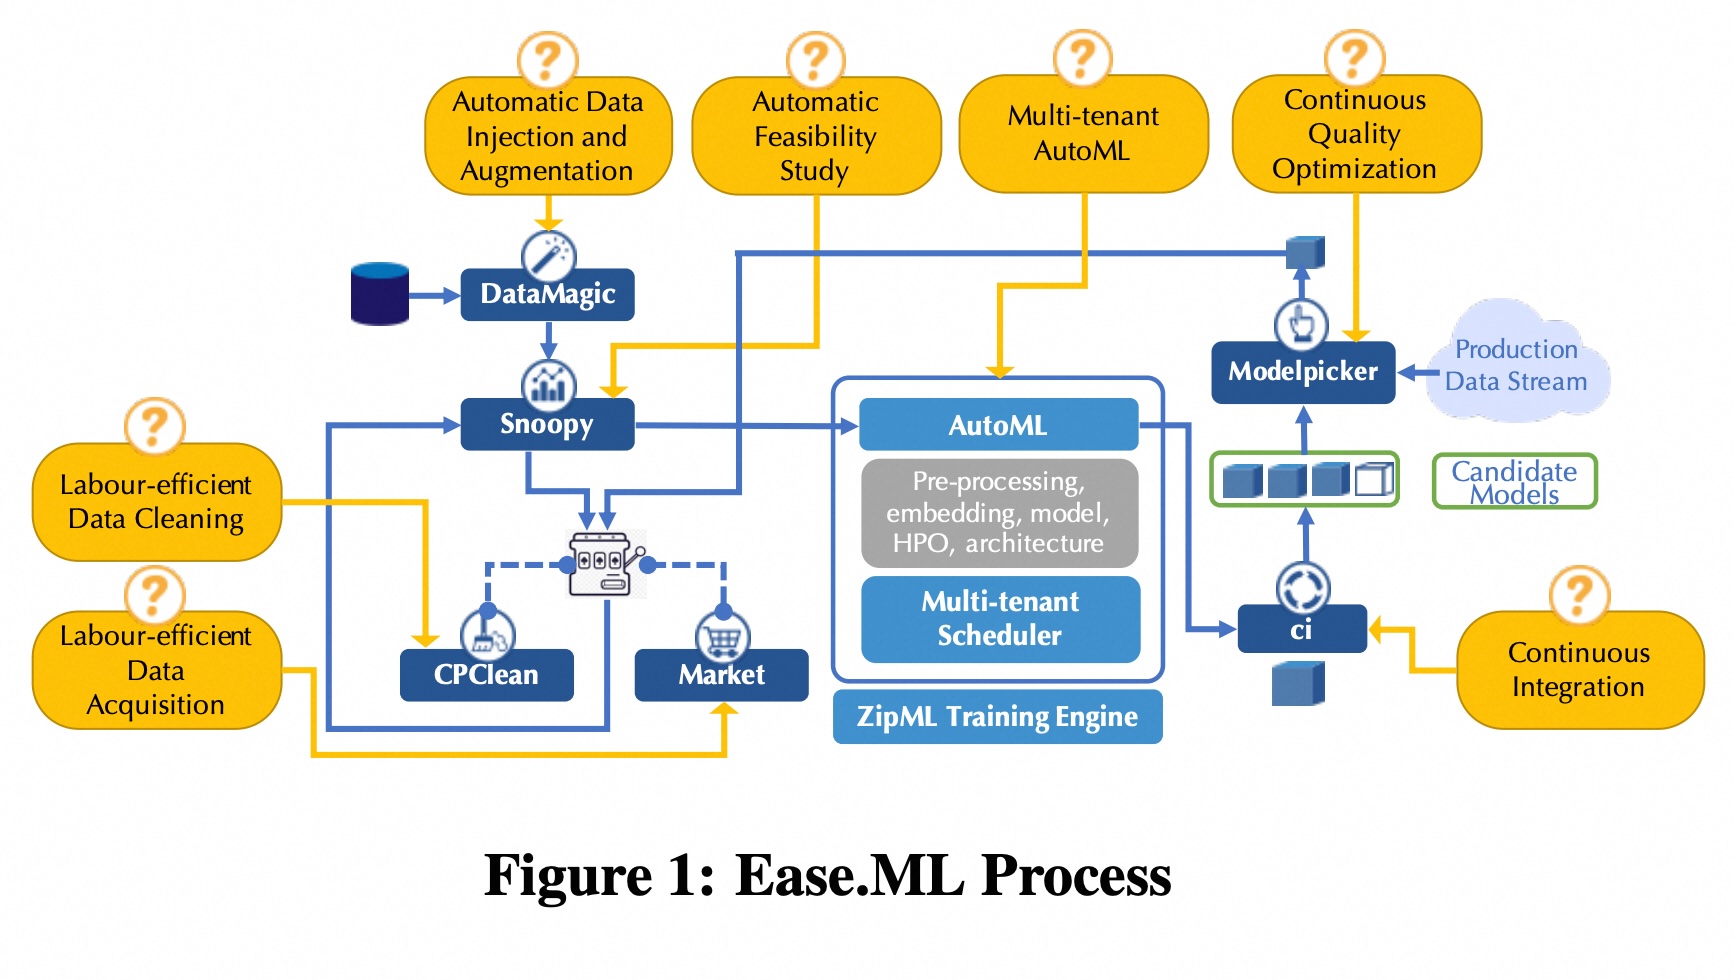 ?
Automatic Data
Injection and
Augmentation
?
Automatic
Feasibility
Study
?
Multi-tenant
AutoML
?
Continuous
Quality
Optimization
DataMagic
Snoopy
Modelpicker
Production
Data Stream
?
Labour-efficient
Data Cleaning
?
Labour-efficient
Data
Acquisition
CPClean
Market
AutoML
Pre-processing,
embedding, model,
HPO, architecture
Multi-tenant
Scheduler
ZipML Training Engine
Candidate
Models
ci
?
Continuous
Integration
Figure 1: Ease.ML Process